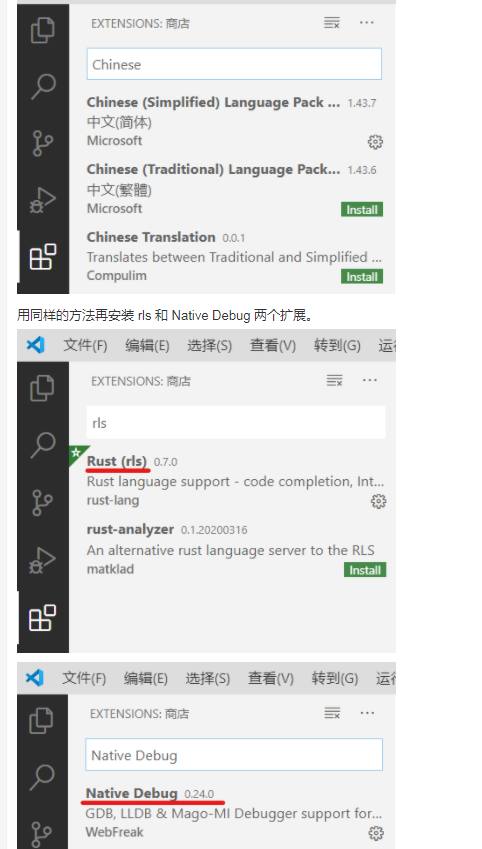 EXTENSIONS: 商店
Chinese
Chinese (Simplified) Language Pack ... 1.43.7
中文(简体)
Microsoft
Chinese (Traditional) Language Pack... 1.43.6
中文(繁體)
Microsoft Install
Chinese Translation 0.0.1
Translates between Traditional and Simplified ...
Compulim Install
用同样的方法再安装 rls 和 Native Debug 两个扩展。
文件(F) 编辑(E) 选择(S) 查看(V) 转到(G) 运
EXTENSIONS: 商店
rls
Rust (rls) 0.7.0
Rust language support - code completion, Int...
rust-lang
rust-analyzer 0.1.20200316
An alternative rust language server to the RLS
matklad Install
文件(F) 编辑(E) 选择(S) 查看(V) 转到(G) 运
EXTENSIONS: 商店
Native Debug
Native Debug 0.24.0
GDB, LLDB & Mago-MI Debugger support for...
WebFreak